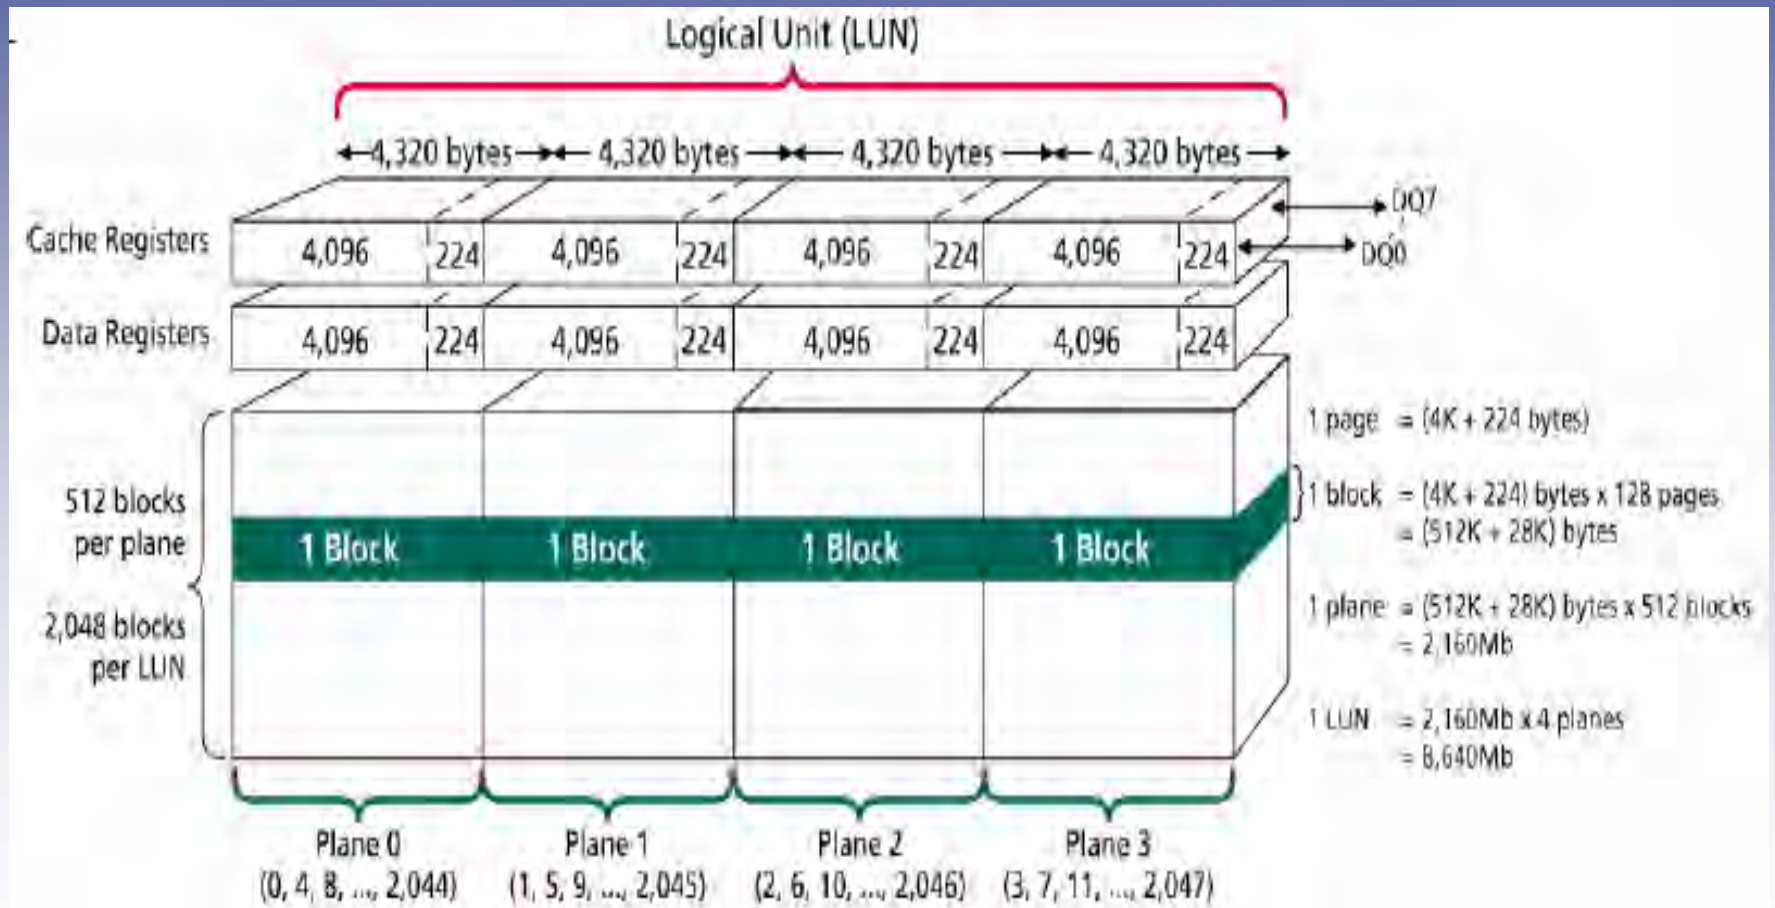 Logical Unit (LUN)
4,320 bytes 4,320 bytes 4,320 bytes 4,320 bytes
DQ7
Cache Registers 4,096 224 4,096 224 4,096 224 4,096 224 DQ0
Data Registers 4,096 224 4,096 224 4,096 224 4,096 224
1 page = (4K + 224 bytes)
512 blocks
per plane
1 block = (4K + 224) bytes x 128 pages
= (512K + 28K) bytes
1 Block 1 Block 1 Block 1 Block
2,048 blocks
per LUN
1 plane = (512K + 28K) bytes x 512 blocks
= 2,160Mb
1 LUN = 2,160Mb x 4 planes
= 8,640Mb
Plane 0 Plane 1 Plane 2 Plane 3
(0, 4, 8, ..., 2,044) (1, 5, 9, ..., 2,045) (2, 6, 10, ..., 2,046) (3, 7, 11, ..., 2,047)